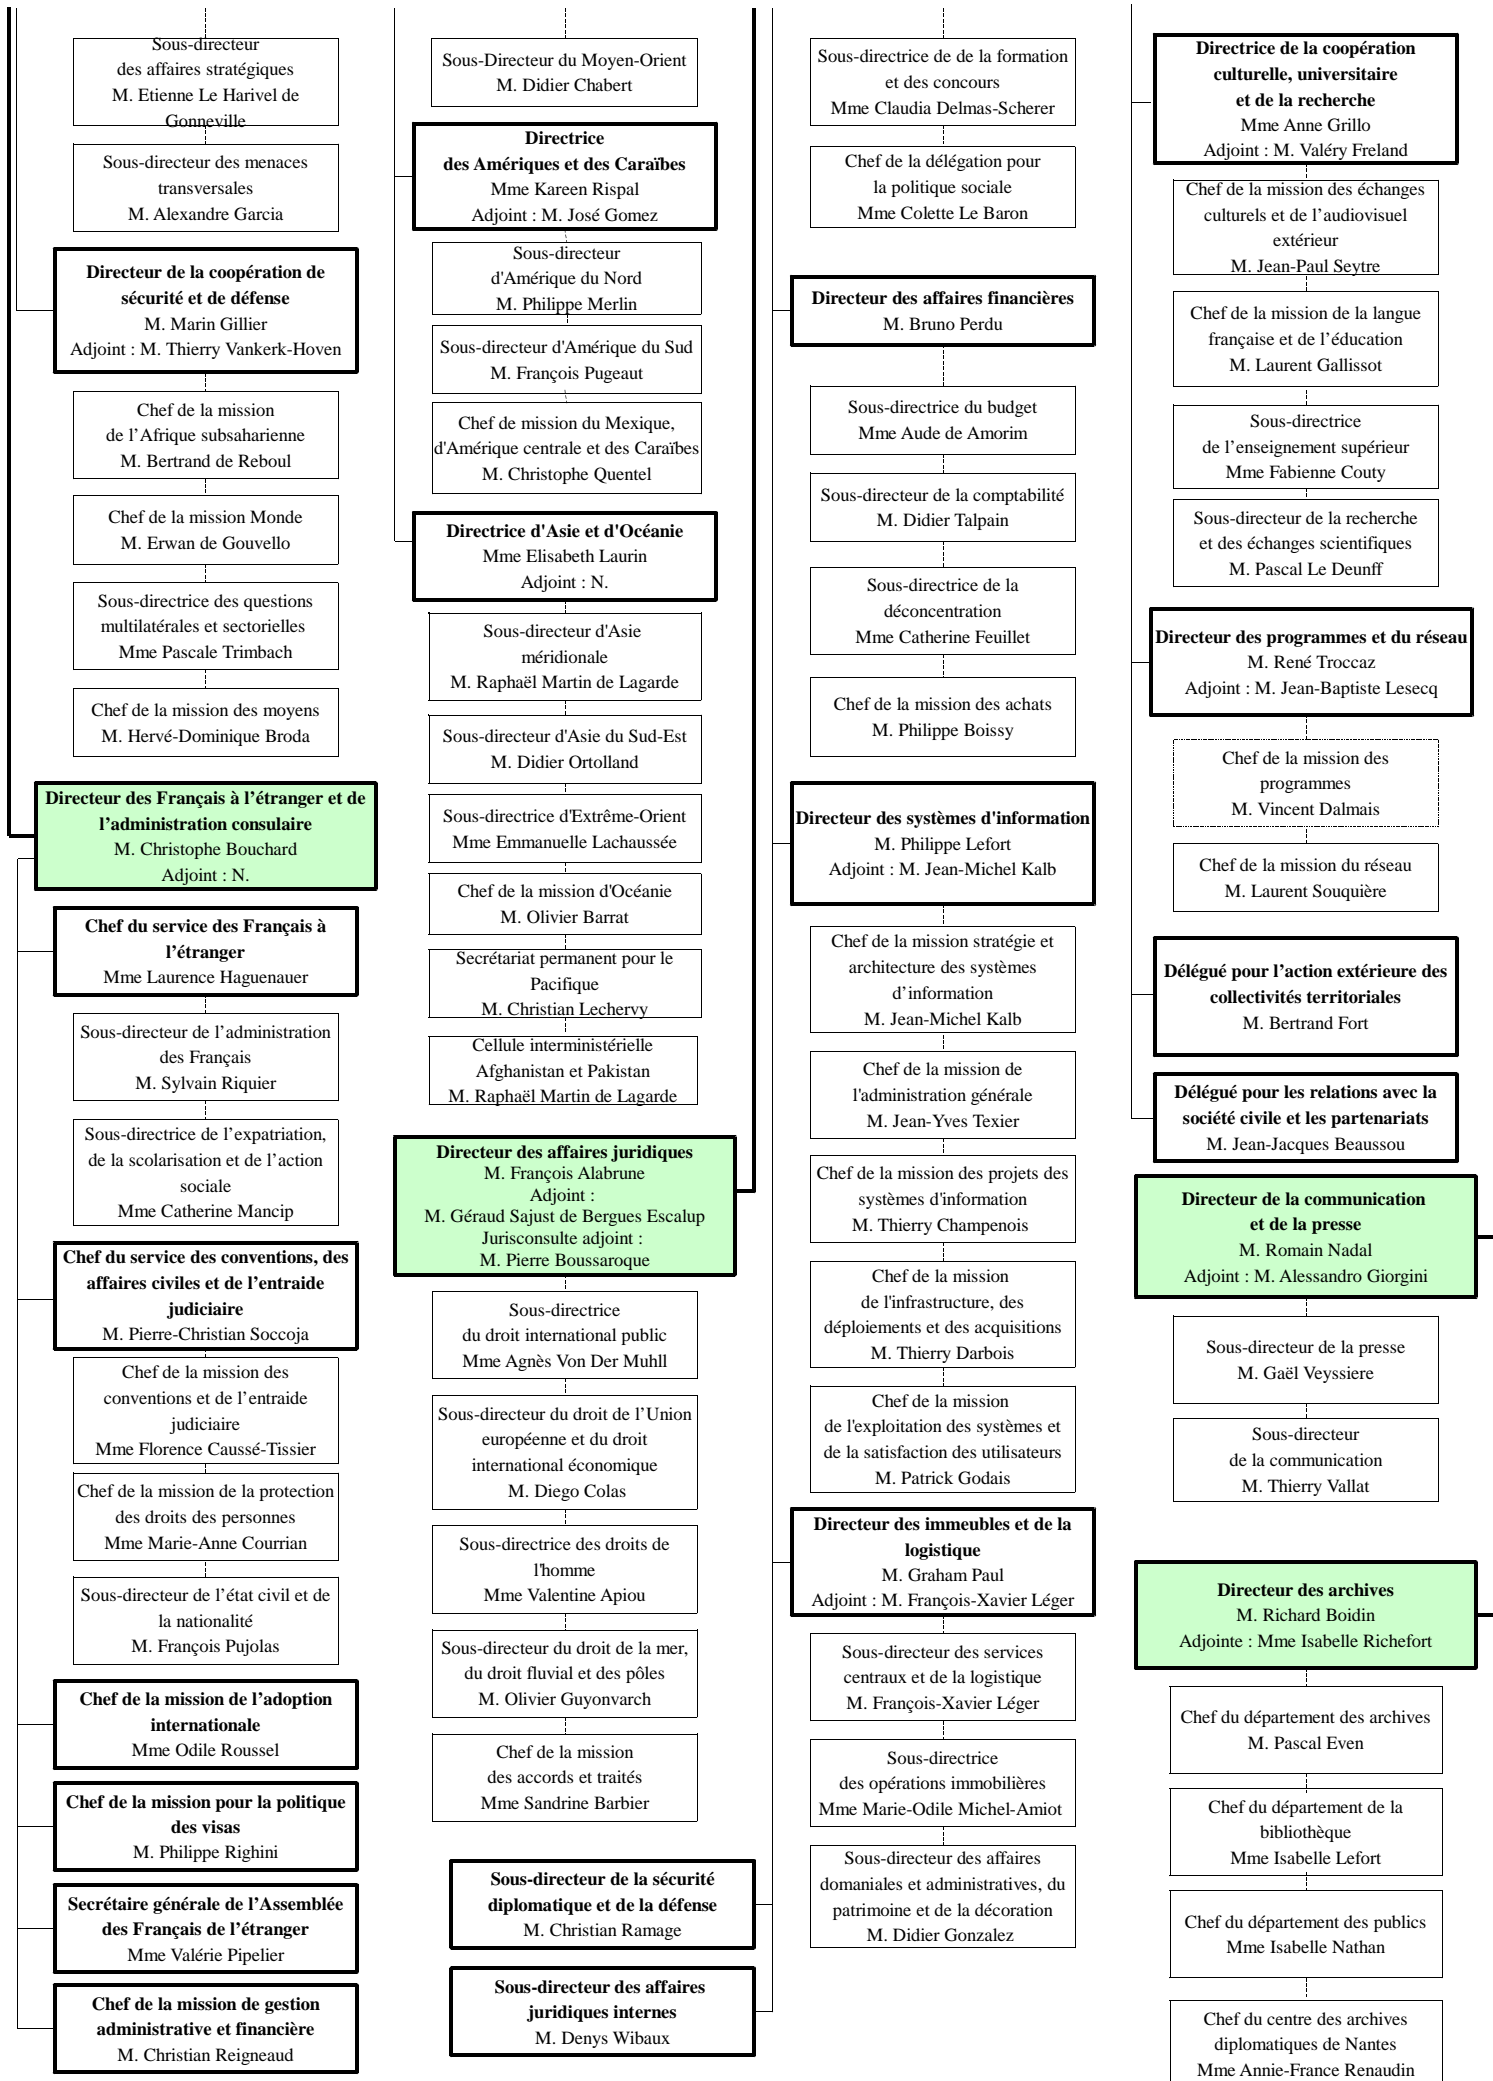 Sous-directeur
des affaires stratégiques
M. Etienne Le Harivel de
Gonneville
Sous-directeur des menaces
transversales
M. Alexandre Garcia
Directeur de la coopération de
sécurité et de défense
M. Marin Gillier
Adjoint : M. Thierry Vankerk-Hoven
Chef de la mission
de l'Afrique subsaharienne
M. Bertrand de Reboul
Chef de la mission Monde
M. Erwan de Gouvello
Sous-directrice des questions
multilatérales et sectorielles
Mme Pascale Trimbach
Chef de la mission des moyens
M. Hervé-Dominique Broda
Directeur des Français à l’étranger et de
l’administration consulaire
M. Christophe Bouchard
Adjoint : N.
Chef du service des Français à
l’étranger
Mme Laurence Haguenauer
Sous-directeur de l’administration
des Français
M. Sylvain Riquier
Sous-directrice de l’expatriation,
de la scolarisation et de l’action
sociale
Mme Catherine Mancip
Chef du service des conventions, des
affaires civiles et de l’entraide
judiciaire
M. Pierre-Christian Soccoja
Chef de la mission des
conventions et de l’entraide
judiciaire
Mme Florence Caussé-Tissier
Chef de la mission de la protection
des droits des personnes
Mme Marie-Anne Courrian
Sous-directeur de l’état civil et de
la nationalité
M. François Pujolas
Chef de la mission de l’adoption
internationale
Mme Odile Roussel
Chef de la mission pour la politique
des visas
M. Philippe Righini
Secrétaire générale de l’Assemblée
des Français de l’étranger
Mme Valérie Pipelier
Chef de la mission de gestion
administrative et financière
M. Christian Reigneaud
Sous-Directeur du Moyen-Orient
M. Didier Chabert
Directrice
des Amériques et des Caraïbes
Mme Kareen Rispal
Adjoint : M. José Gomez
Sous-directeur
d'Amérique du Nord
M. Philippe Merlin
Sous-directeur d'Amérique du Sud
M. François Pugeaut
Chef de mission du Mexique,
d'Amérique centrale et des Caraïbes
M. Christophe Quentel
Directrice d'Asie et d'Océanie
Mme Elisabeth Laurin
Adjoint : N.
Sous-directeur d'Asie
méridionale
M. Raphaël Martin de Lagarde
Sous-directeur d'Asie du Sud-Est
M. Didier Ortolland
Sous-directrice d'Extrême-Orient
Mme Emmanuelle Lachaussée
Chef de la mission d'Océanie
M. Olivier Barrat
Secrétariat permanent pour le
Pacifique
M. Christian Lechervy
Cellule interministérielle
Afghanistan et Pakistan
M. Raphaël Martin de Lagarde
Directeur des affaires juridiques
M. François Alabrune
Adjoint :
M. Géraud Sajust de Bergues Escalup
Jurisconsulte adjoint :
M. Pierre Boussaroque
Sous-directrice
du droit international public
Mme Agnès Von Der Muhll
Sous-directeur du droit de l’Union
européenne et du droit
international économique
M. Diego Colas
Sous-directrice des droits de
l'homme
Mme Valentine Apiou
Sous-directeur du droit de la mer,
du droit fluvial et des pôles
M. Olivier Guyonvarch
Chef de la mission
des accords et traités
Mme Sandrine Barbier
Sous-directeur de la sécurité
diplomatique et de la défense
M. Christian Ramage
Sous-directeur des affaires
juridiques internes
M. Denys Wibaux
Sous-directrice de de la formation
et des concours
Mme Claudia Delmas-Scherer
Chef de la délégation pour
la politique sociale
Mme Colette Le Baron
Directeur des affaires financières
M. Bruno Perdu
Sous-directrice du budget
Mme Aude de Amorim
Sous-directeur de la comptabilité
M. Didier Talpain
Sous-directrice de la
déconcentration
Mme Catherine Feuillet
Chef de la mission des achats
M. Philippe Boissy
Directeur des systèmes d'information
M. Philippe Lefort
Adjoint : M. Jean-Michel Kalb
Chef de la mission stratégie et
architecture des systèmes
d’information
M. Jean-Michel Kalb
Chef de la mission de
l'administration générale
M. Jean-Yves Texier
Chef de la mission des projets des
systèmes d'information
M. Thierry Champenois
Chef de la mission
de l'infrastructure, des
déploiements et des acquisitions
M. Thierry Darbois
Chef de la mission
de l'exploitation des systèmes et
de la satisfaction des utilisateurs
M. Patrick Godais
Directeur des immeubles et de la
logistique
M. Graham Paul
Adjoint : M. François-Xavier Léger
Sous-directeur des services
centraux et de la logistique
M. François-Xavier Léger
Sous-directrice
des opérations immobilières
Mme Marie-Odile Michel-Amiot
Sous-directeur des affaires
domaniales et administratives, du
patrimoine et de la décoration
M. Didier Gonzalez
Directrice de la coopération
culturelle, universitaire
et de la recherche
Mme Anne Grillo
Adjoint : M. Valéry Freland
Chef de la mission des échanges
culturels et de l’audiovisuel
extérieur
M. Jean-Paul Seytre
Chef de la mission de la langue
française et de l’éducation
M. Laurent Gallissot
Sous-directrice
de l’enseignement supérieur
Mme Fabienne Couty
Sous-directeur de la recherche
et des échanges scientifiques
M. Pascal Le Deunff
Directeur des programmes et du réseau
M. René Troccaz
Adjoint : M. Jean-Baptiste Lesecq
Chef de la mission des
programmes
M. Vincent Dalmais
Chef de la mission du réseau
M. Laurent Souquière
Délégué pour l’action extérieure des
collectivités territoriales
M. Bertrand Fort
Délégué pour les relations avec la
société civile et les partenariats
M. Jean-Jacques Beaussou
Directeur de la communication
et de la presse
M. Romain Nadal
Adjoint : M. Alessandro Giorgini
Sous-directeur de la presse
M. Gaël Veyssiere
Sous-directeur
de la communication
M. Thierry Vallat
Directeur des archives
M. Richard Boidin
Adjointe : Mme Isabelle Richefort
Chef du département des archives
M. Pascal Even
Chef du département de la
bibliothèque
Mme Isabelle Lefort
Chef du département des publics
Mme Isabelle Nathan
Chef du centre des archives
diplomatiques de Nantes
Mme Annie-France Renaudin